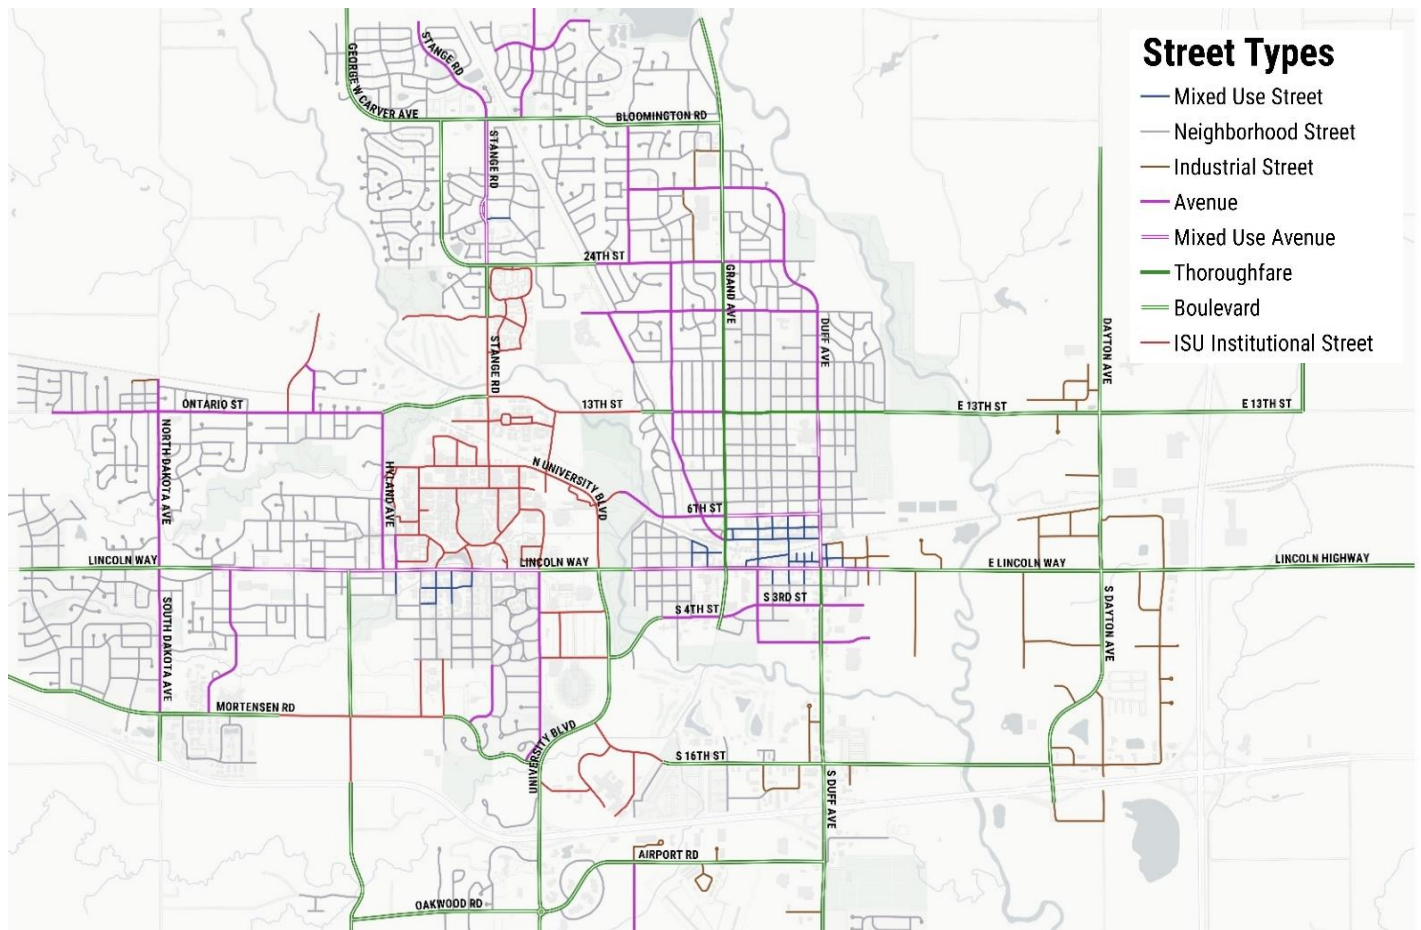 Street Types
Mixed Use Street
Neighborhood Street
Industrial Street
Avenue
Mixed Use Avenue
Thoroughfare
Boulevard
ISU Institutional Street
GEORGE W CARVER AVE
STANGE RD
BLOOMINGTON RD
STANGE RD
24TH ST
GRAND AVE
DUFF AVE
DAYTON AVE
STANGE RD
ONTARIO ST
13TH ST
E 13TH ST
E 13TH ST
NORTH DAKOTA AVE
HYLAND AVE
N UNIVERSITY BLVD
6TH ST
LINCOLN WAY
LINCOLN WAY
E LINCOLN WAY
LINCOLN HIGHWAY
SOUTH DAKOTA AVE
S 4TH ST
S 3RD ST
S DAYTON AVE
MORTENSEN RD
UNIVERSITY BLVD
S 16TH ST
S DUFF AVE
AIRPORT RD
OAKWOOD RD